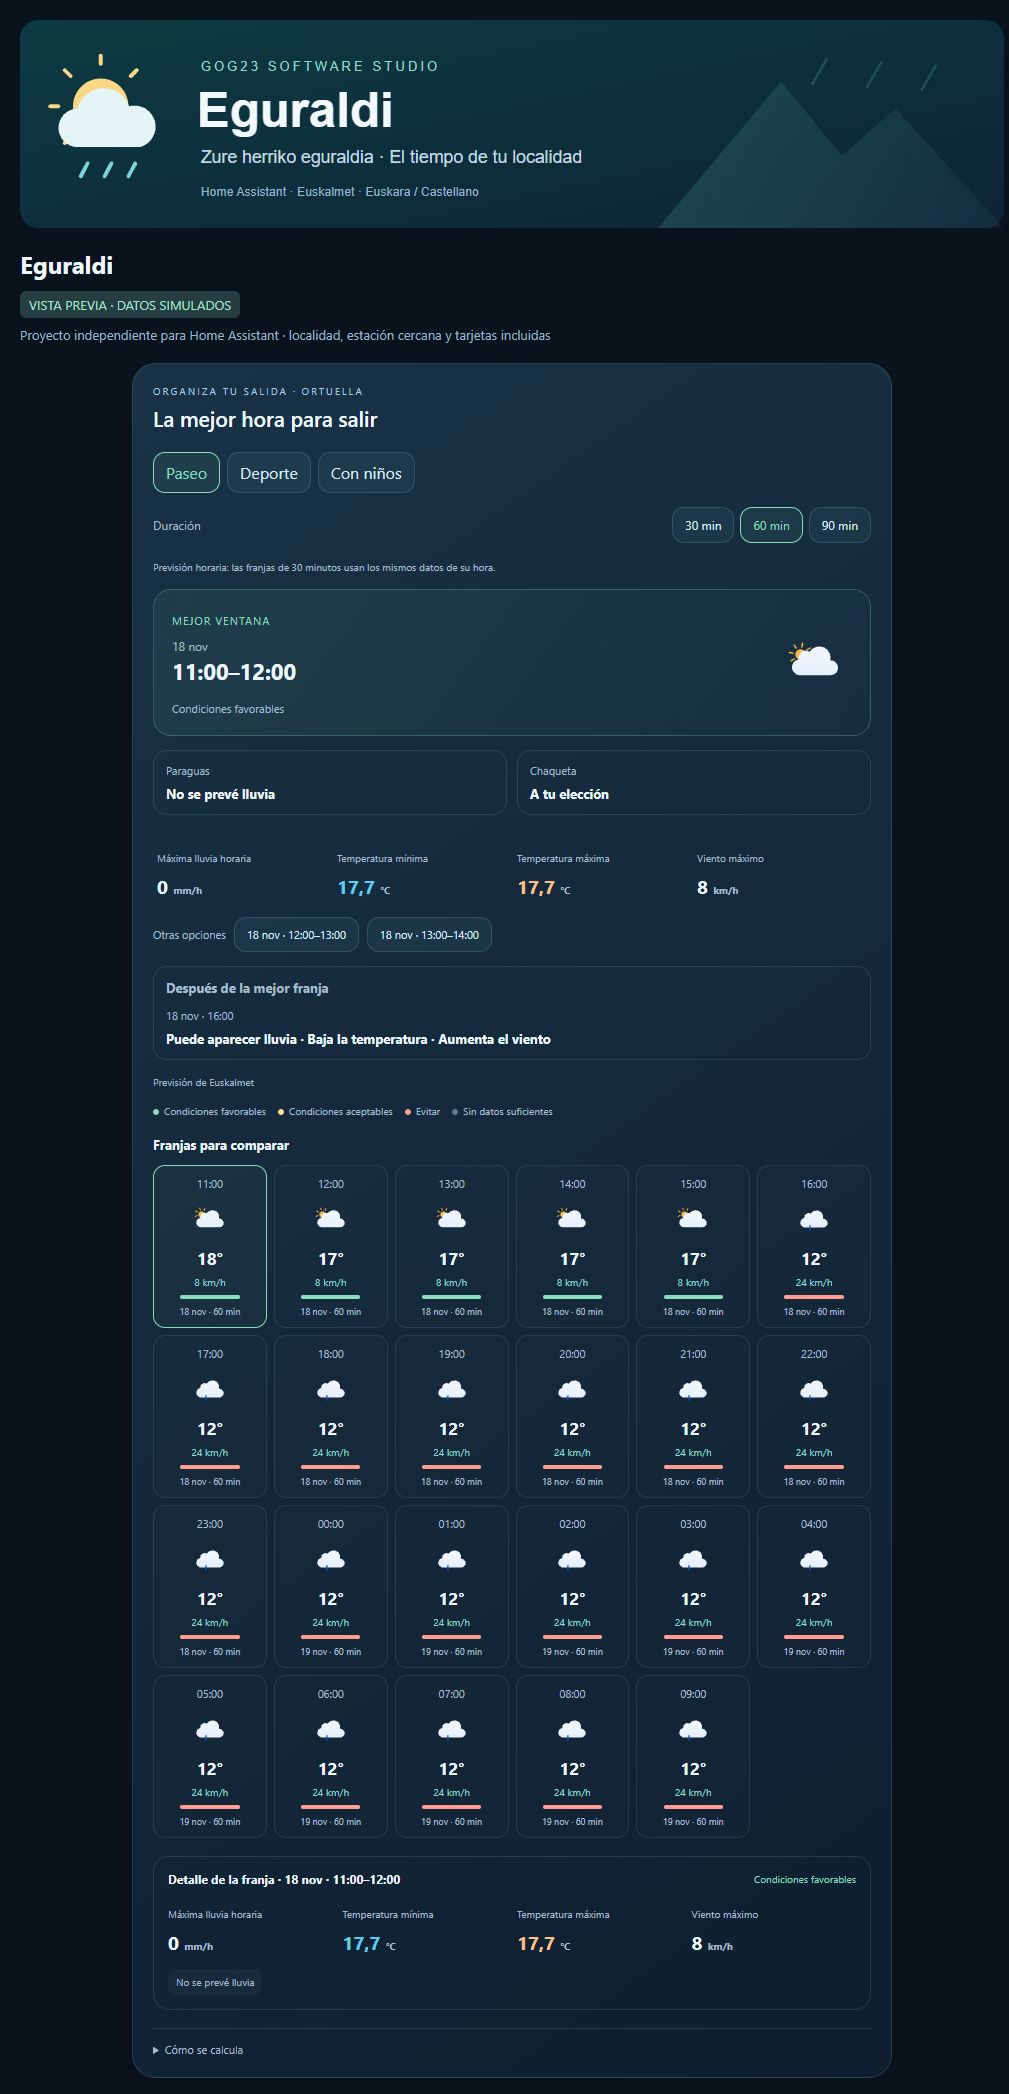 GOG23 SOFTWARE STUDIO
Eguraldi
Zure herriko eguraldia · El tiempo de tu localidad
Home Assistant · Euskalmet · Euskara / Castellano
Eguraldi
VISTA PREVIA · DATOS SIMULADOS
Proyecto independiente para Home Assistant · localidad, estación cercana y tarjetas incluidas
ORGANIZA TU SALIDA · ORTUELLA
La mejor hora para salir
Paseo Deporte Con niños
Duración 30 min 60 min 90 min
Previsión horaria: las franjas de 30 minutos usan los mismos datos de su hora.
MEJOR VENTANA
18 nov
11:00–12:00
Condiciones favorables
Paraguas Chaqueta
No se prevé lluvia A tu elección
Máxima lluvia horaria Temperatura mínima Temperatura máxima Viento máximo
0 mm/h 17,7 °C 17,7 °C 8 km/h
Otras opciones 18 nov · 12:00–13:00 18 nov · 13:00–14:00
Después de la mejor franja
18 nov · 16:00
Puede aparecer lluvia · Baja la temperatura · Aumenta el viento
Previsión de Euskalmet
Condiciones favorables Condiciones aceptables Evitar Sin datos suficientes
Franjas para comparar
11:00 12:00 13:00 14:00 15:00 16:00
18° 17° 17° 17° 17° 12°
8 km/h 8 km/h 8 km/h 8 km/h 8 km/h 24 km/h
18 nov · 60 min 18 nov · 60 min 18 nov · 60 min 18 nov · 60 min 18 nov · 60 min 18 nov · 60 min
17:00 18:00 19:00 20:00 21:00 22:00
12° 12° 12° 12° 12° 12°
24 km/h 24 km/h 24 km/h 24 km/h 24 km/h 24 km/h
18 nov · 60 min 18 nov · 60 min 18 nov · 60 min 18 nov · 60 min 18 nov · 60 min 18 nov · 60 min
23:00 00:00 01:00 02:00 03:00 04:00
12° 12° 12° 12° 12° 12°
24 km/h 24 km/h 24 km/h 24 km/h 24 km/h 24 km/h
18 nov · 60 min 19 nov · 60 min 19 nov · 60 min 19 nov · 60 min 19 nov · 60 min 19 nov · 60 min
05:00 06:00 07:00 08:00 09:00
12° 12° 12° 12° 12°
24 km/h 24 km/h 24 km/h 24 km/h 24 km/h
19 nov · 60 min 19 nov · 60 min 19 nov · 60 min 19 nov · 60 min 19 nov · 60 min
Detalle de la franja · 18 nov · 11:00–12:00 Condiciones favorables
Máxima lluvia horaria Temperatura mínima Temperatura máxima Viento máximo
0 mm/h 17,7 °C 17,7 °C 8 km/h
No se prevé lluvia
Cómo se calcula